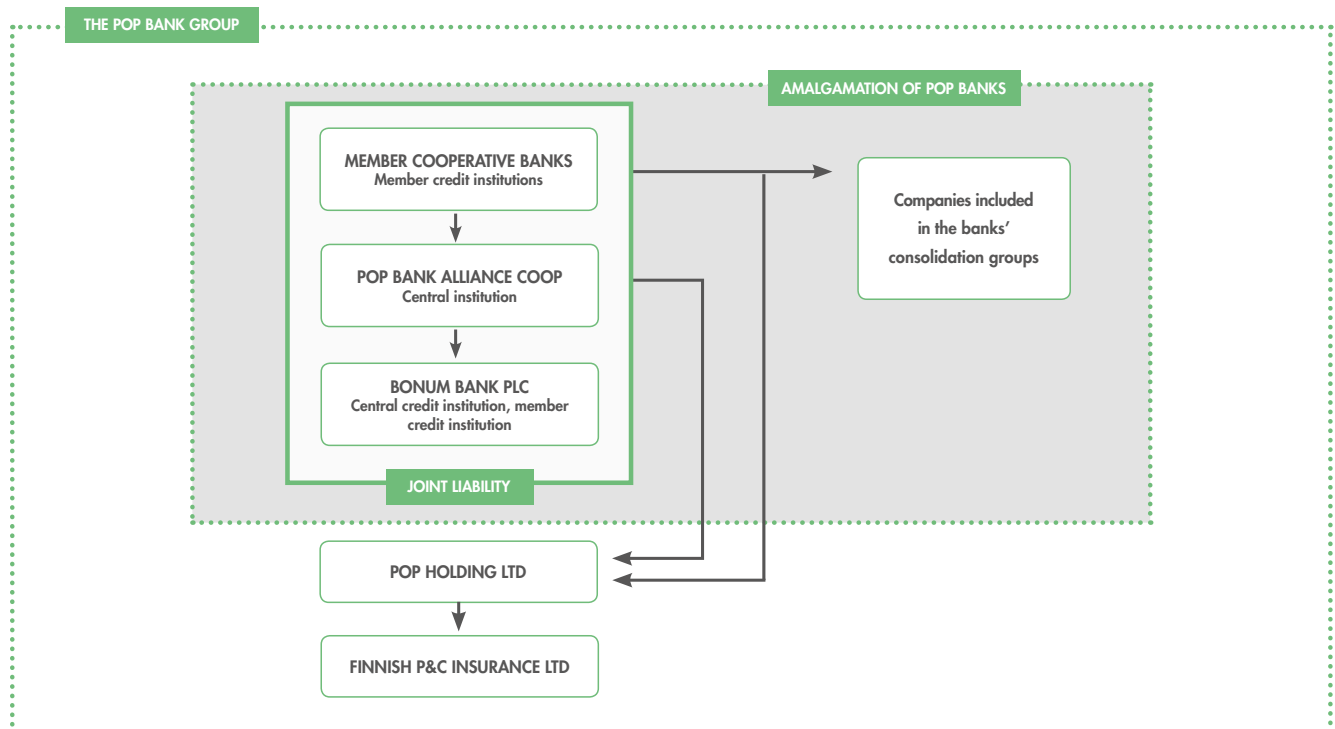 THE POP BANK GROUP
AMALGAMATION OF POP BANKS
MEMBER COOPERATIVE BANKS
Member credit institutions
POP BANK ALLIANCE COOP
Central institution
BONUM BANK PLC
Central credit institution, member
credit institution
JOINT LIABILITY
Companies included
in the banks’
consolidation groups
POP HOLDING LTD
FINNISH P&C INSURANCE LTD